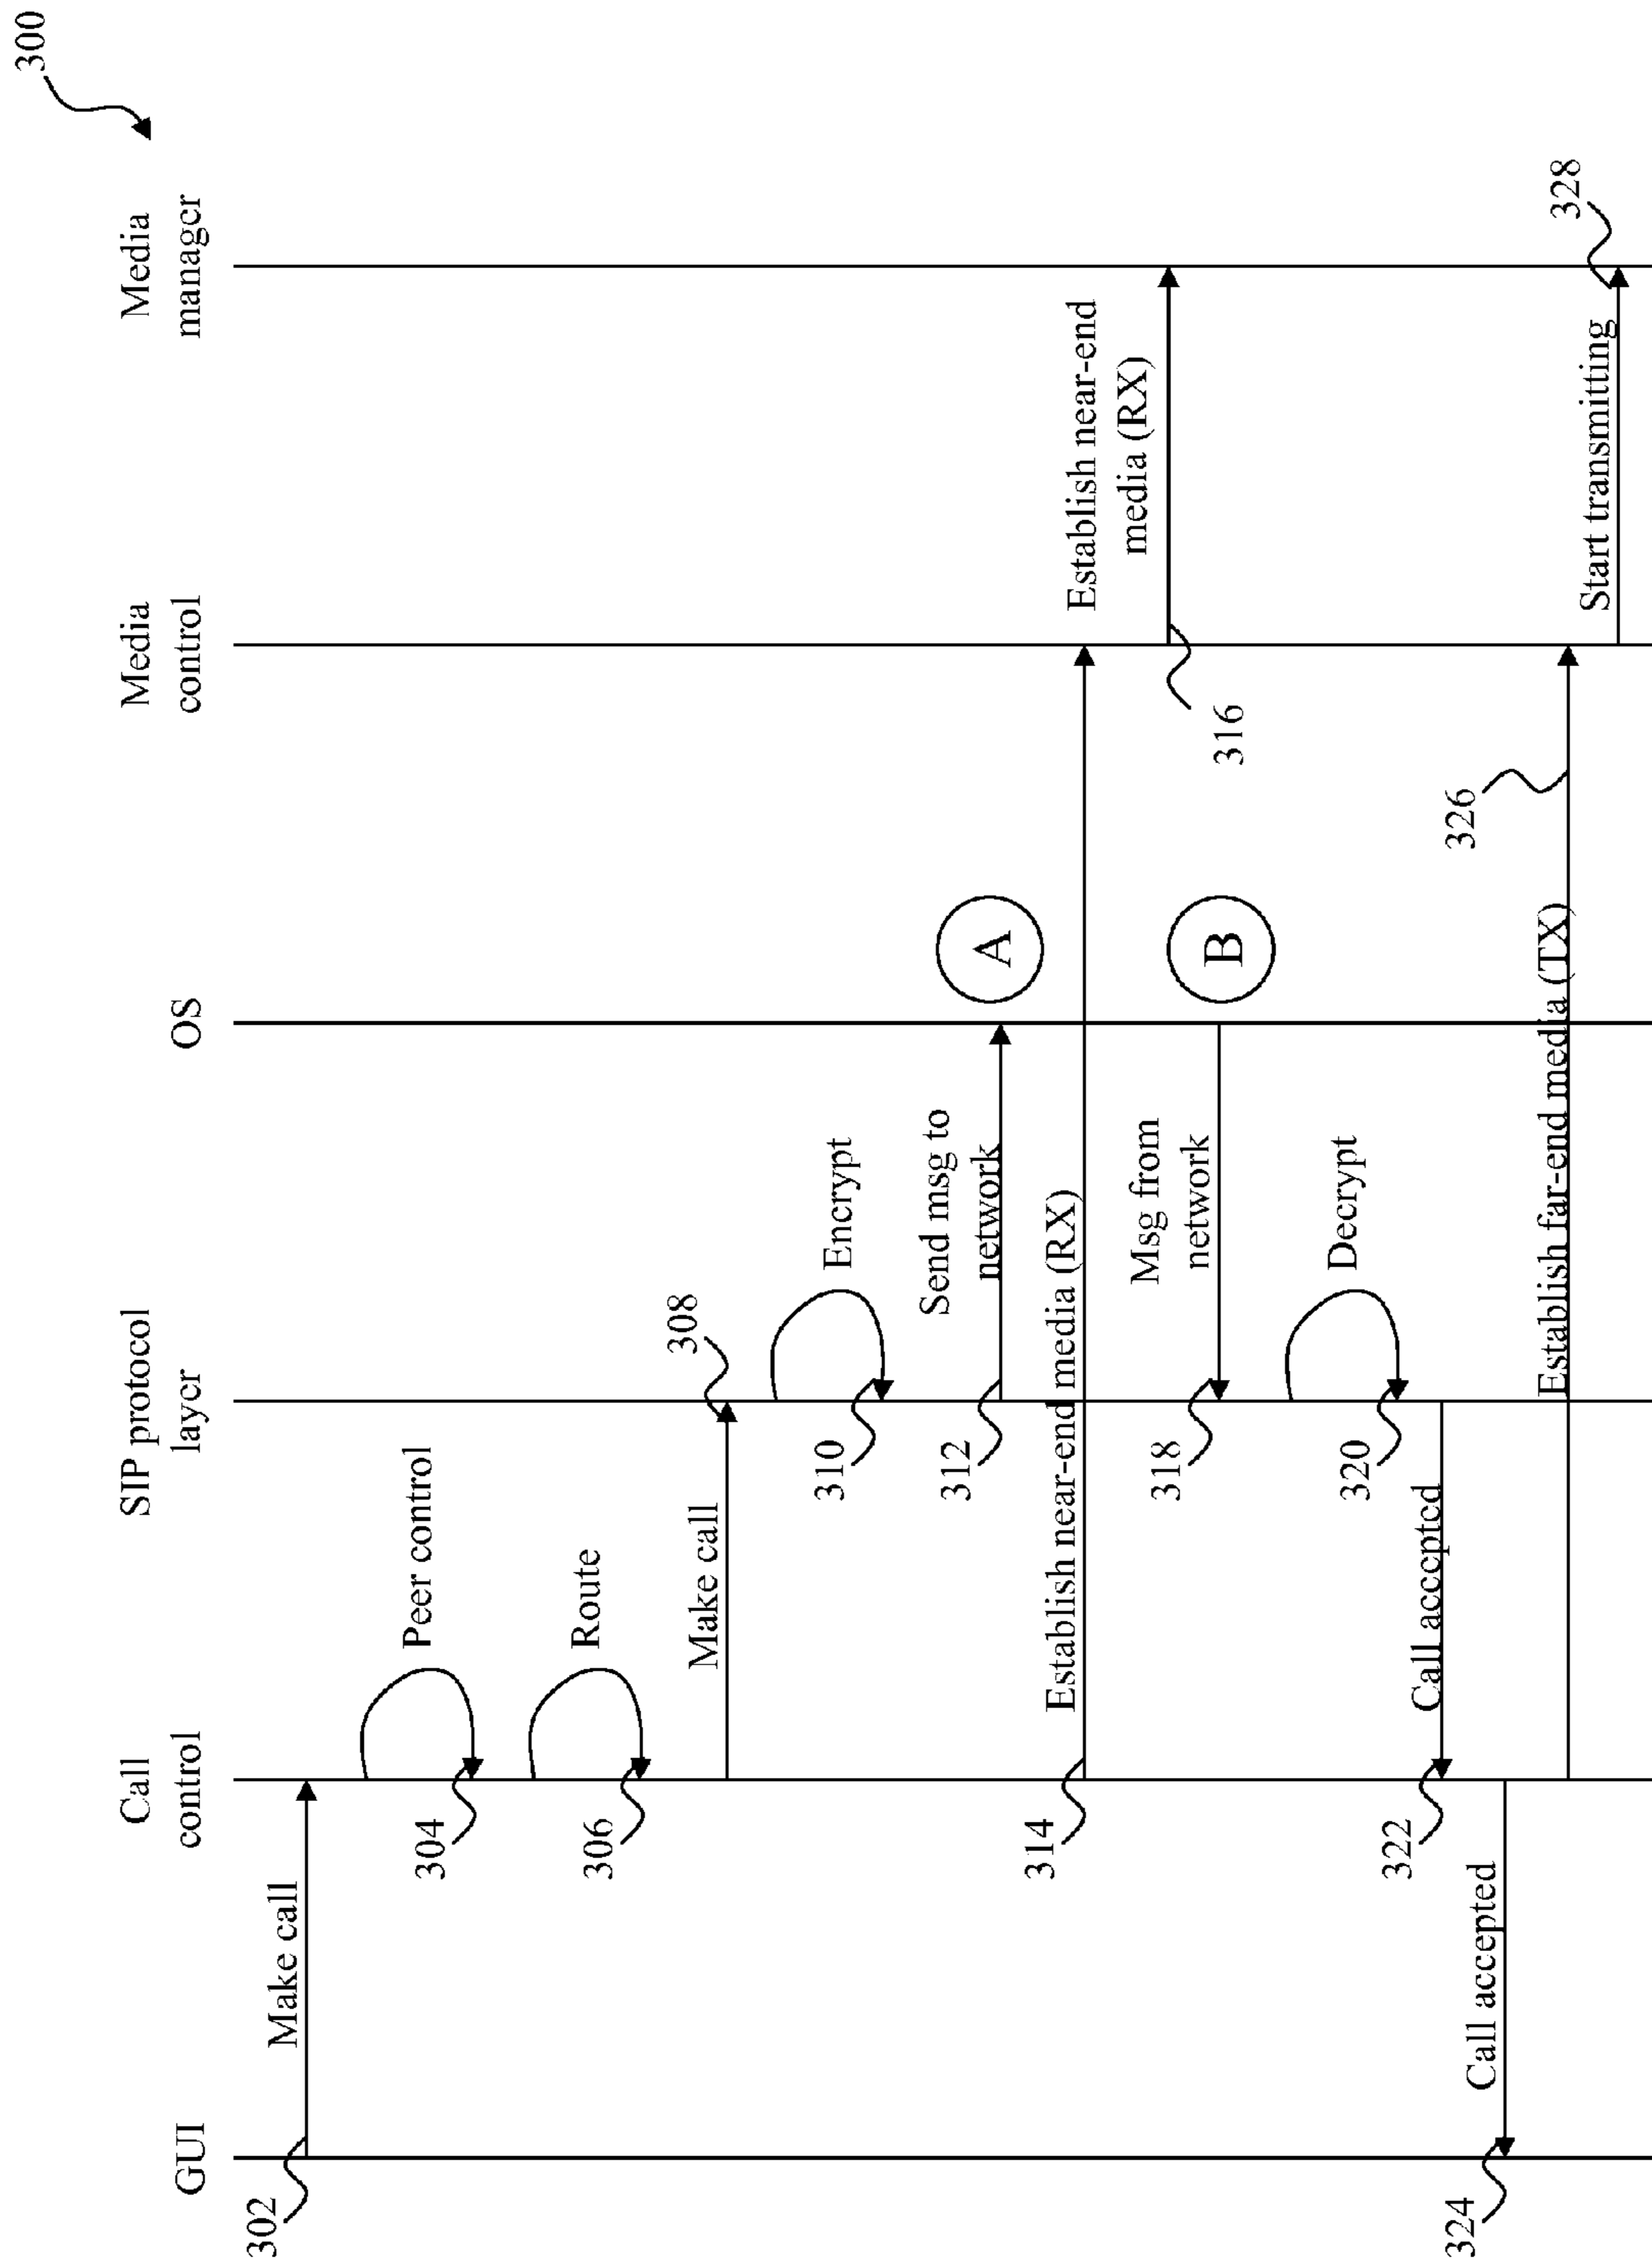 300
GUI
Call
control
SIP protocol
layer
OS
Media
control
Media
manager
302
Make call
304
Peer control
306
Route
Make call
308
310
Encrypt
312
Send msg to
network
A
314
Establish near-end media (RX)
Establish near-end
media (RX)
316
318
Msg from
network
B
320
Decrypt
322
Call accepted
324
Call accepted
Establish far-end media (TX)
326
Start transmitting
328